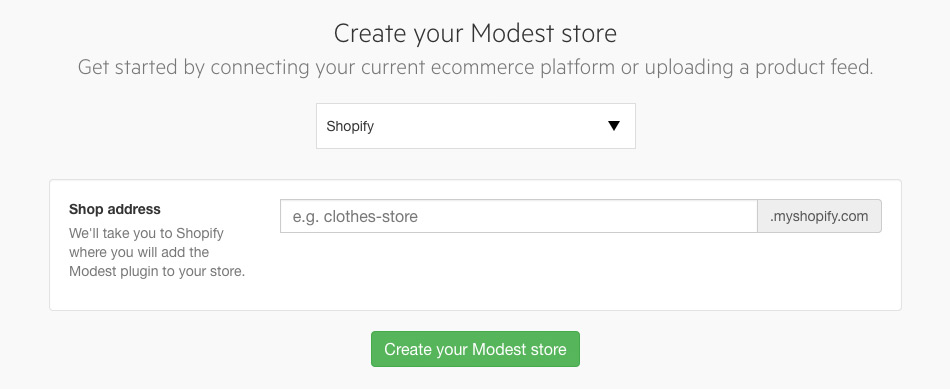 Create your Modest store
Get started by connecting your current ecommerce platform or uploading a product feed.
Shopify
Shop address
We'll take you to Shopify
where you will add the
Modest plugin to your store.
e.g. clothes-store
.myshopify.com
Create your Modest store